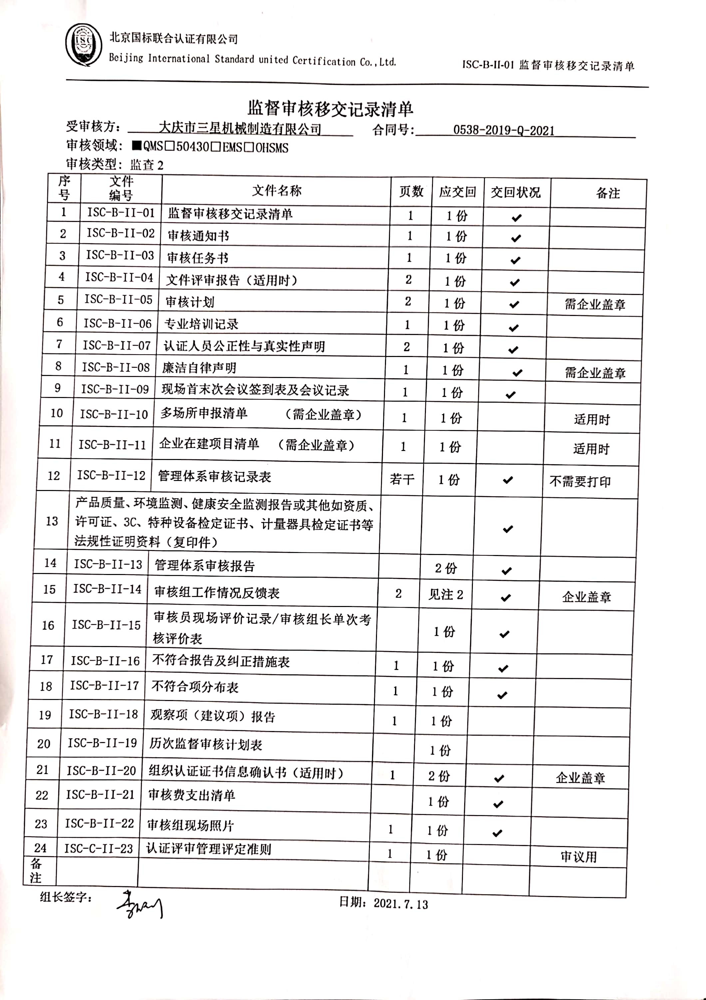 ISC
北京国标联合认证有限公司
Beijing International Standard united Certification Co.,Ltd.
ISC-B-II-01 监督审核移交记录清单
监督审核移交记录清单
受审核方: 大庆市三星机械制造有限公司 合同号: 0538-2019-Q-2021
审核领域: ■QMS□50430□EMS□OHSMS
审核类型: 监查 2
序号 文件编号 文件名称 页数 应交回 交回状况 备注
1 ISC-B-II-01 监督审核移交记录清单 1 1 份 ✔
2 ISC-B-II-02 审核通知书 1 1 份 ✔
3 ISC-B-II-03 审核任务书 1 1 份 ✔
4 ISC-B-II-04 文件评审报告（适用时） 2 1 份 ✔
5 ISC-B-II-05 审核计划 2 1 份 ✔ 需企业盖章
6 ISC-B-II-06 专业培训记录 1 1 份 ✔
7 ISC-B-II-07 认证人员公正性与真实性声明 2 1 份 ✔
8 ISC-B-II-08 廉洁自律声明 1 1 份 ✔ 需企业盖章
9 ISC-B-II-09 现场首末次会议签到表及会议记录 1 1 份 ✔
10 ISC-B-II-10 多场所申报清单 （需企业盖章） 1 1 份 适用时
11 ISC-B-II-11 企业在建项目清单 （需企业盖章） 1 1 份 适用时
12 ISC-B-II-12 管理体系审核记录表 若干 1 份 ✔ 不需要打印
13 产品质量、环境监测、健康安全监测报告或其他如资质、
许可证、3C、特种设备检定证书、计量器具检定证书等 ✔
法规性证明资料（复印件）
14 ISC-B-II-13 管理体系审核报告 2 份 ✔
15 ISC-B-II-14 审核组工作情况反馈表 2 见注 2 ✔ 企业盖章
16 ISC-B-II-15 审核员现场评价记录/审核组长单次考 1 份 ✔
核评价表
17 ISC-B-II-16 不符合报告及纠正措施表 1 1 份 ✔
18 ISC-B-II-17 不符合项分布表 1 1 份 ✔
19 ISC-B-II-18 观察项（建议项）报告 1 1 份
20 ISC-B-II-19 历次监督审核计划表 1 份
21 ISC-B-II-20 组织认证证书信息确认书（适用时） 1 2 份 ✔ 企业盖章
22 ISC-B-II-21 审核费支出清单 1 份 ✔
23 ISC-B-II-22 审核组现场照片 1 1 份 ✔
24 ISC-C-II-23 认证评审管理评定准则 1 1 份 审议用
备注
组长签字: 日期: 2021.7.13